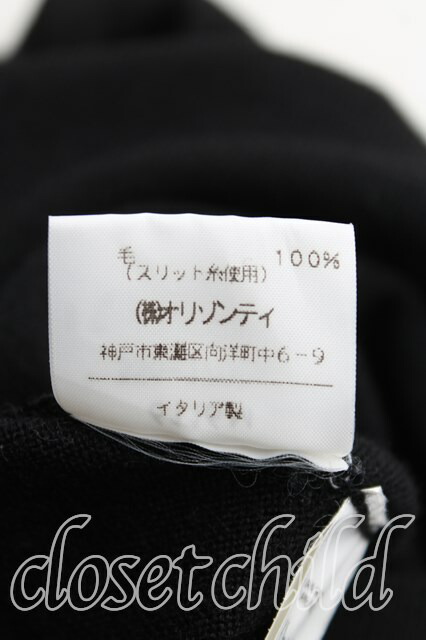 毛 100%
(スリット糸使用)
(株)オリゾンティ
神戸市東灘区向洋町中6-9
イタリア製
closetchild